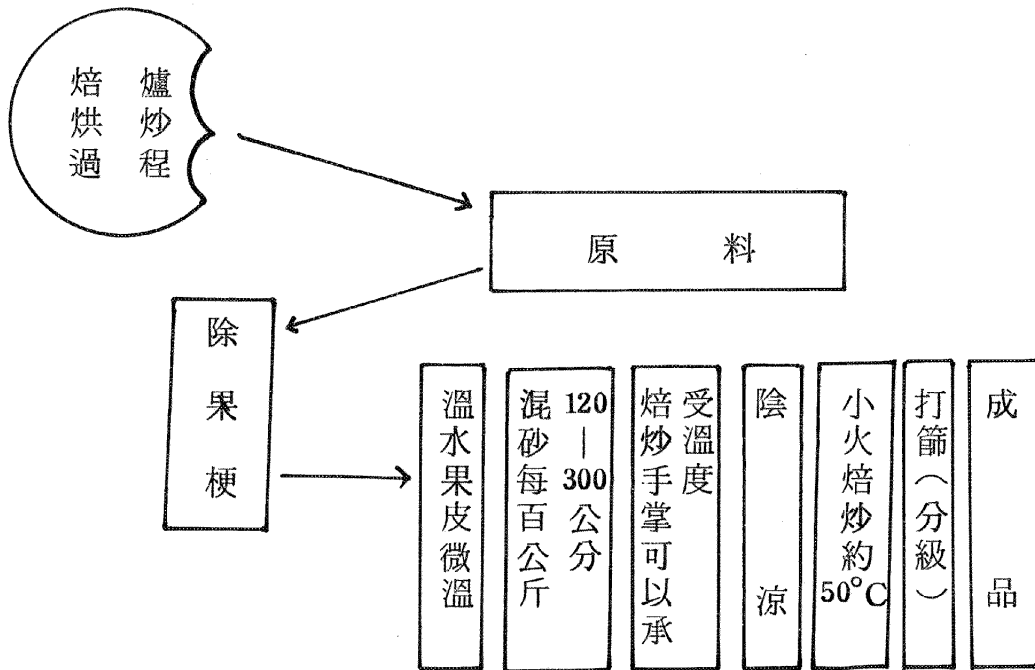 焙爐
烘炒
過程
原料
除果梗
溫水果皮微溫
混砂每百公斤
120—300公分
焙炒手掌可以承
受溫度
陰涼
小火焙炒約50°C
打篩(分級)
成品